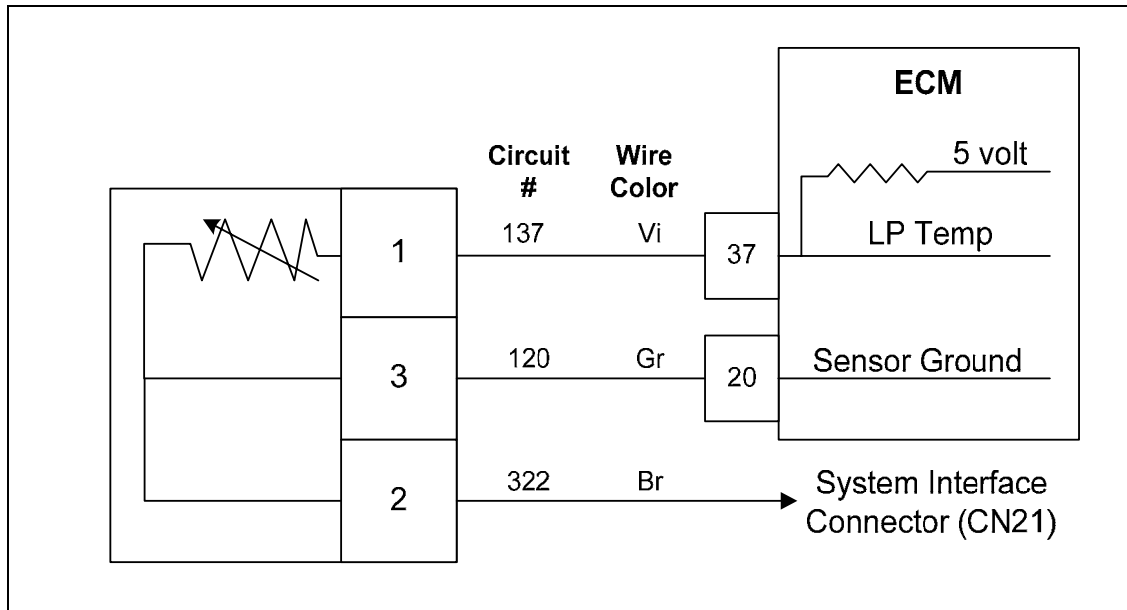 ECM
5 volt
Circuit
#
Wire
Color
1
137
Vi
37
LP Temp
3
120
Gr
20
Sensor Ground
2
322
Br
System Interface
Connector (CN21)